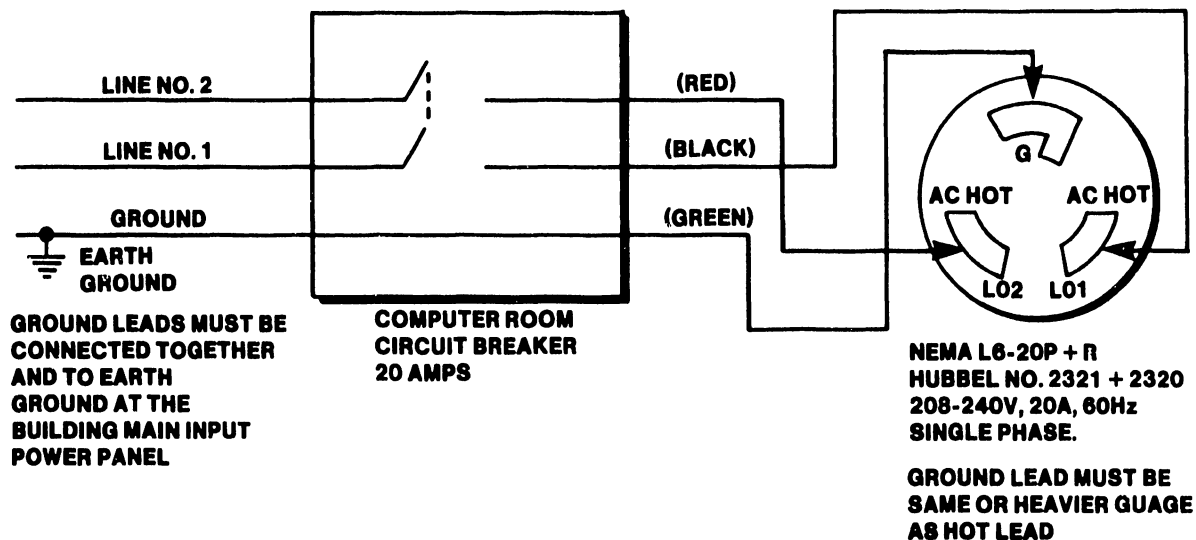 LINE NO. 2
(RED)
LINE NO. 1
(BLACK)
GROUND
(GREEN)
EARTH
GROUND
G
AC HOT
AC HOT
LO2
LO1
GROUND LEADS MUST BE
CONNECTED TOGETHER
AND TO EARTH
GROUND AT THE
BUILDING MAIN INPUT
POWER PANEL
COMPUTER ROOM
CIRCUIT BREAKER
20 AMPS
NEMA L6-20P + R
HUBBEL NO. 2321 + 2320
208-240V, 20A, 60Hz
SINGLE PHASE.
GROUND LEAD MUST BE
SAME OR HEAVIER GUAGE
AS HOT LEAD